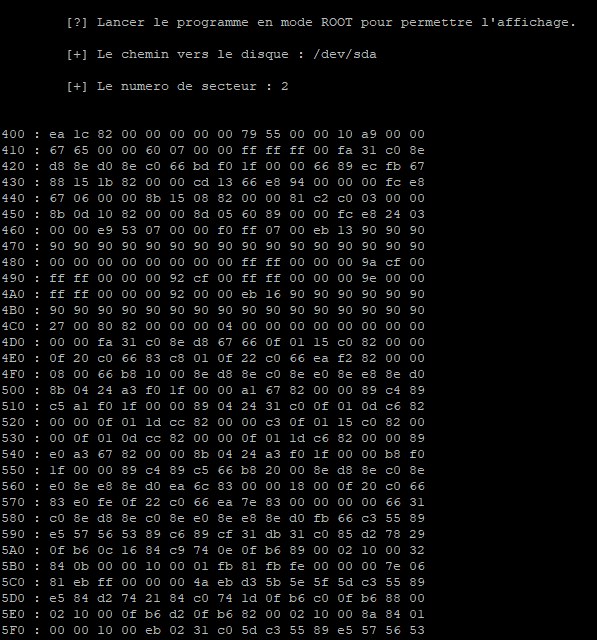 [?] Lancer le programme en mode ROOT pour permettre l'affichage.
[+] Le chemin vers le disque : /dev/sda
[+] Le numero de secteur : 2
400 : ea 1c 82 00 00 00 00 00 79 55 00 00 10 a9 00 00
410 : 67 65 00 00 60 07 00 00 ff ff ff 00 fa 31 c0 8e
420 : d8 8e d0 8e c0 66 bd f0 1f 00 00 66 89 ec fb 67
430 : 88 15 1b 82 00 00 cd 13 66 e8 94 00 00 00 fc e8
440 : 67 06 00 00 8b 15 08 82 00 00 81 c2 c0 03 00 00
450 : 8b 0d 10 82 00 00 8d 05 60 89 00 00 fc e8 24 03
460 : 00 00 e9 53 07 00 00 f0 ff 07 00 eb 13 90 90 90
470 : 90 90 90 90 90 90 90 90 90 90 90 90 90 90 90 90
480 : 00 00 00 00 00 00 00 00 ff ff 00 00 00 9a cf 00
490 : ff ff 00 00 00 92 cf 00 ff ff 00 00 00 9e 00 00
4A0 : ff ff 00 00 00 92 00 00 eb 16 90 90 90 90 90 90
4B0 : 90 90 90 90 90 90 90 90 90 90 90 90 90 90 90 90
4C0 : 27 00 80 82 00 00 00 04 00 00 00 00 00 00 00 00
4D0 : 00 00 fa 31 c0 8e d8 67 66 0f 01 15 c0 82 00 00
4E0 : 0f 20 c0 66 83 c8 01 0f 22 c0 66 ea f2 82 00 00
4F0 : 08 00 66 b8 10 00 8e d8 8e c0 8e e0 8e e8 8e d0
500 : 8b 04 24 a3 f0 1f 00 00 a1 67 82 00 00 89 c4 89
510 : c5 a1 f0 1f 00 00 89 04 24 31 c0 0f 01 0d c6 82
520 : 00 00 0f 01 1d cc 82 00 00 c3 0f 01 15 c0 82 00
530 : 00 0f 01 0d cc 82 00 00 0f 01 1d c6 82 00 00 89
540 : e0 a3 67 82 00 00 8b 04 24 a3 f0 1f 00 00 b8 f0
550 : 1f 00 00 89 c4 89 c5 66 b8 20 00 8e d8 8e c0 8e
560 : e0 8e e8 8e d0 ea 6c 83 00 00 18 00 0f 20 c0 66
570 : 83 e0 fe 0f 22 c0 66 ea 7e 83 00 00 00 00 66 31
580 : c0 8e d8 8e c0 8e e0 8e e8 8e d0 fb 66 c3 55 89
590 : e5 57 56 53 89 c6 89 cf 31 db 31 c0 85 d2 78 29
5A0 : 0f b6 0c 16 84 c9 74 0e 0f b6 89 00 02 10 00 32
5B0 : 84 0b 00 00 10 00 01 fb 81 fb fe 00 00 00 7e 06
5C0 : 81 eb ff 00 00 00 4a eb d3 5b 5e 5f 5d c3 55 89
5D0 : e5 84 d2 74 21 84 c0 74 1d 0f b6 c0 0f b6 88 00
5E0 : 02 10 00 0f b6 d2 0f b6 82 00 02 10 00 8a 84 01
5F0 : 00 00 10 00 eb 02 31 c0 5d c3 55 89 e5 57 56 53